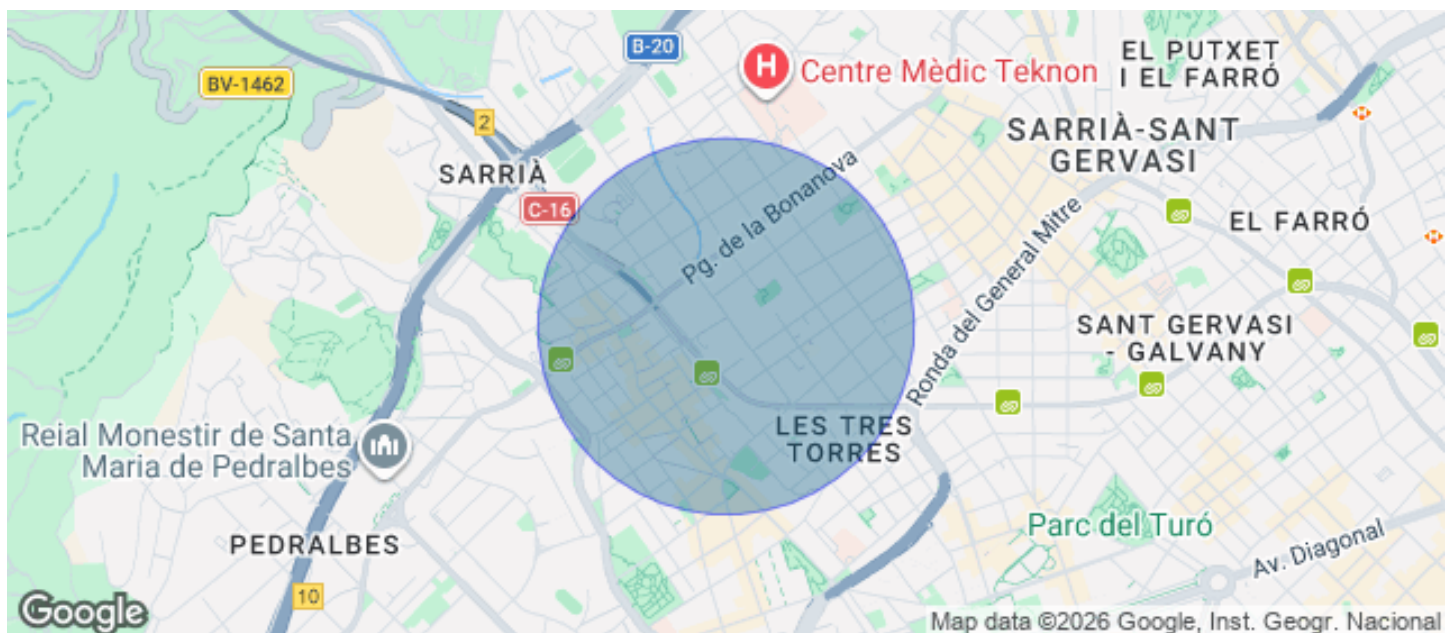 B-20
BV-1462
H
Centre Mèdic Teknon
EL PUTXET
I EL FARRÓ
2
SARRIÀ-SANT
GERVASI
SARRIÀ
C-16
Pg. de la Bonanova
EL FARRÓ
Ronda del General Mitre
SANT GERVASI
- GALVANY
LES TRES
TORRES
Reial Monestir de Santa
Maria de Pedralbes
PEDRALBES
Parc del Turó
Av. Diagonal
10
Google
Map data ©2026 Google, Inst. Geogr. Nacional